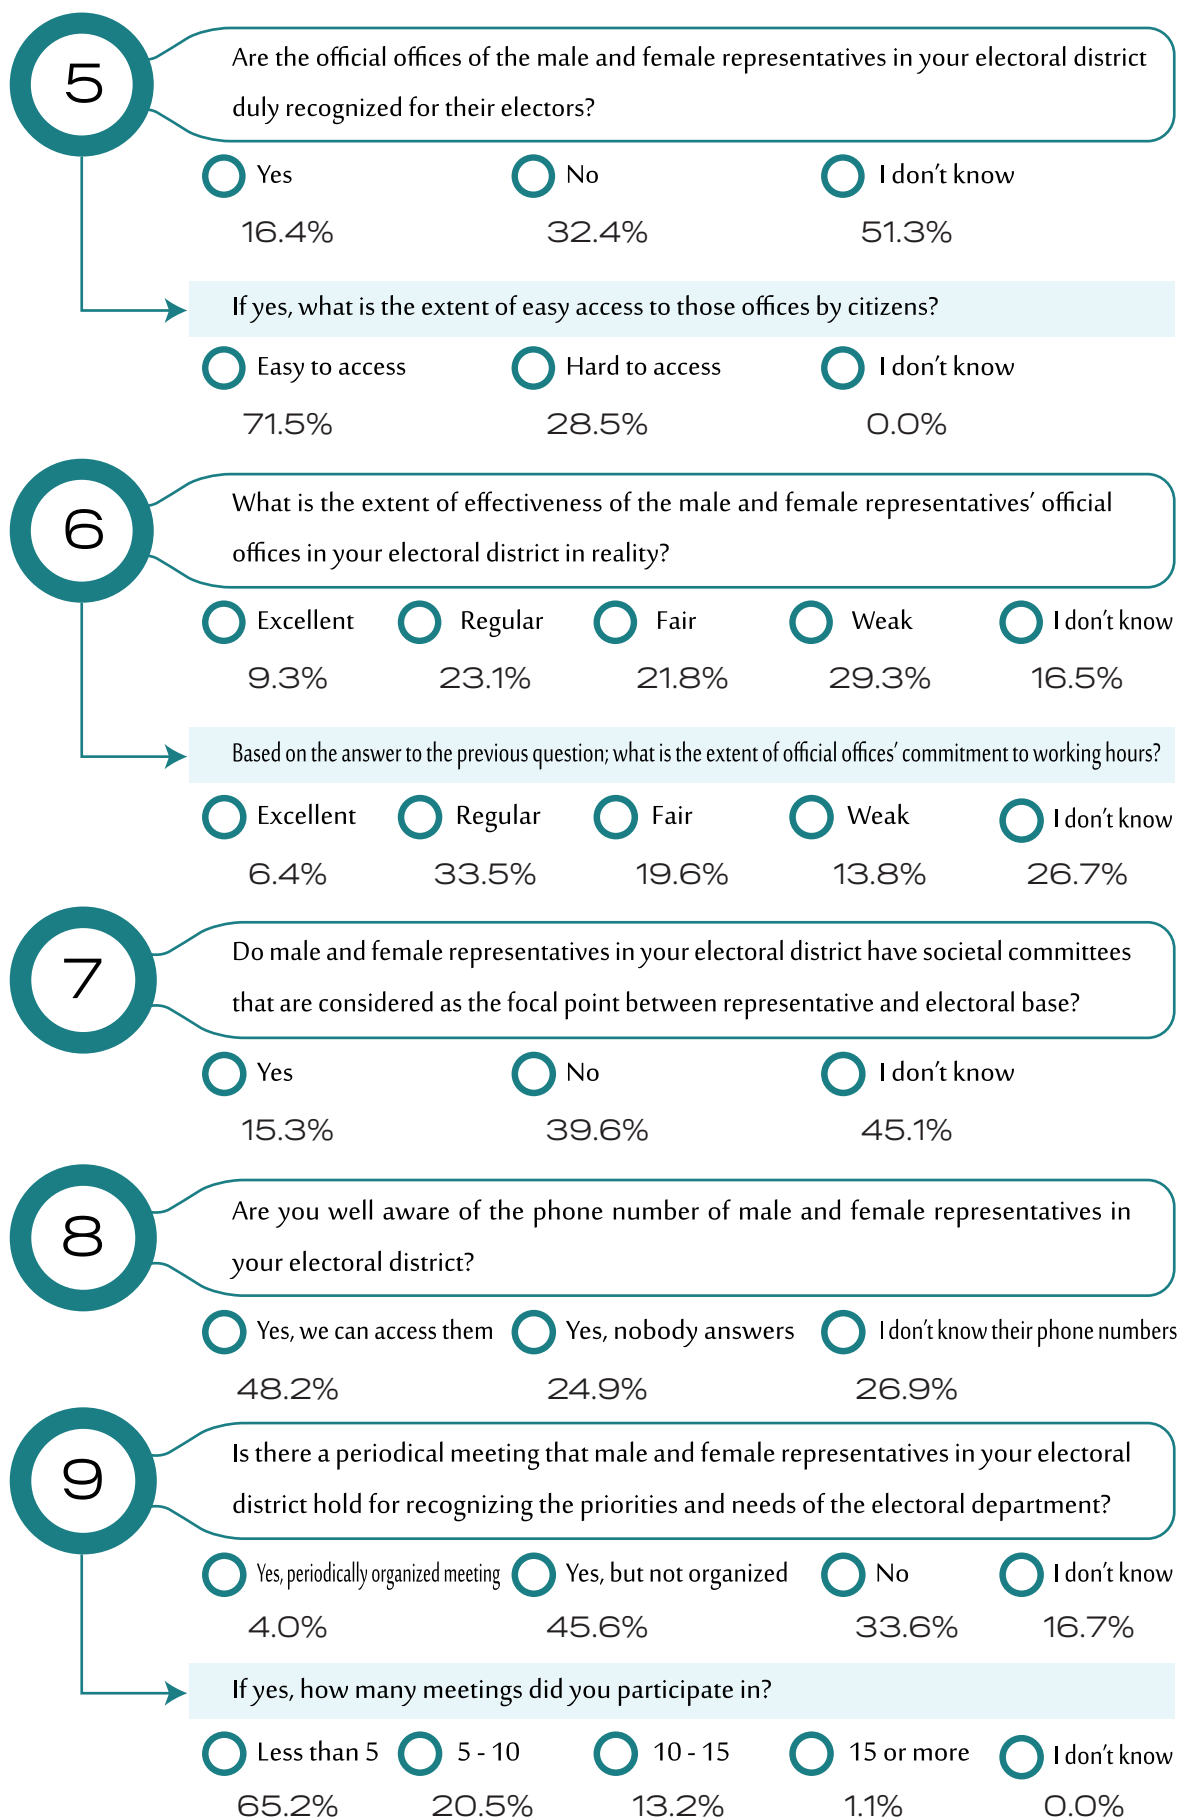 5
Are the official offices of the male and female representatives in your electoral district
duly recognized for their electors?
Yes No I don't know
16.4% 32.4% 51.3%
If yes, what is the extent of easy access to those offices by citizens?
Easy to access Hard to access I don't know
71.5% 28.5% 0.0%
6
What is the extent of effectiveness of the male and female representatives' official
offices in your electoral district in reality?
Excellent Regular Fair Weak I don't know
9.3% 23.1% 21.8% 29.3% 16.5%
Based on the answer to the previous question; what is the extent of official offices' commitment to working hours?
Excellent Regular Fair Weak I don't know
6.4% 33.5% 19.6% 13.8% 26.7%
7
Do male and female representatives in your electoral district have societal committees
that are considered as the focal point between representative and electoral base?
Yes No I don't know
15.3% 39.6% 45.1%
8
Are you well aware of the phone number of male and female representatives in
your electoral district?
Yes, we can access them Yes, nobody answers I don't know their phone numbers
48.2% 24.9% 26.9%
9
Is there a periodical meeting that male and female representatives in your electoral
district hold for recognizing the priorities and needs of the electoral department?
Yes, periodically organized meeting Yes, but not organized No I don't know
4.0% 45.6% 33.6% 16.7%
If yes, how many meetings did you participate in?
Less than 5 5 - 10 10 - 15 15 or more I don't know
65.2% 20.5% 13.2% 1.1% 0.0%